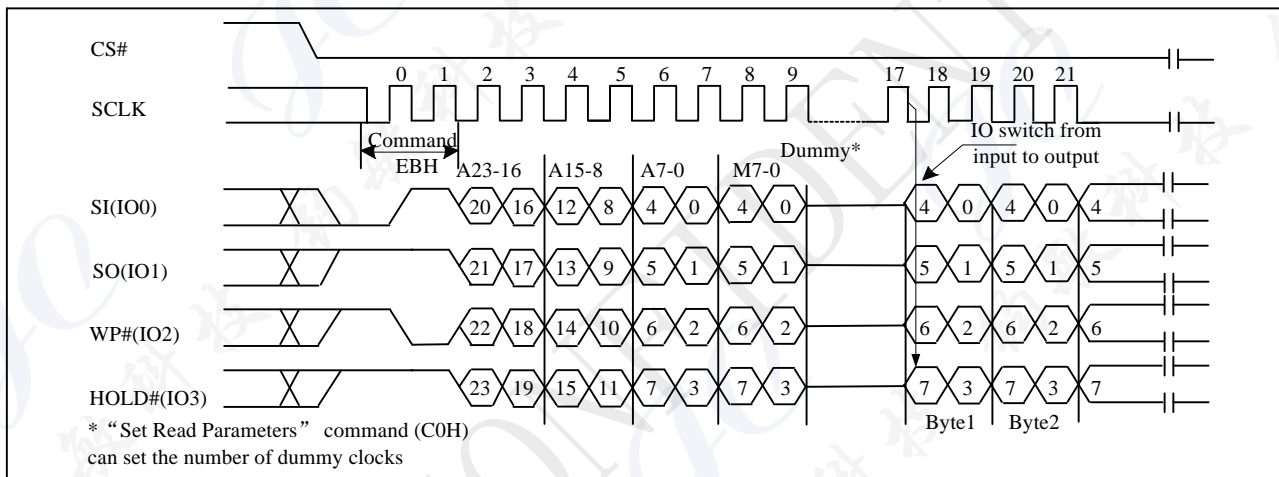 CS#
0 1 2 3 4 5 6 7 8 9 17 18 19 20 21
SCLK
Command
EBH
Dummy*
IO switch from
input to output
A23-16 A15-8 A7-0 M7-0
SI(IO0) 20 16 12 8 4 0 4 0 4 0 4 0 4
SO(IO1) 21 17 13 9 5 1 5 1 5 1 5 1 5
WP#(IO2) 22 18 14 10 6 2 6 2 6 2 6 2 6
HOLD#(IO3) 23 19 15 11 7 3 7 3 7 3 7 3 7
Byte1 Byte2
* “Set Read Parameters” command (C0H)
can set the number of dummy clocks